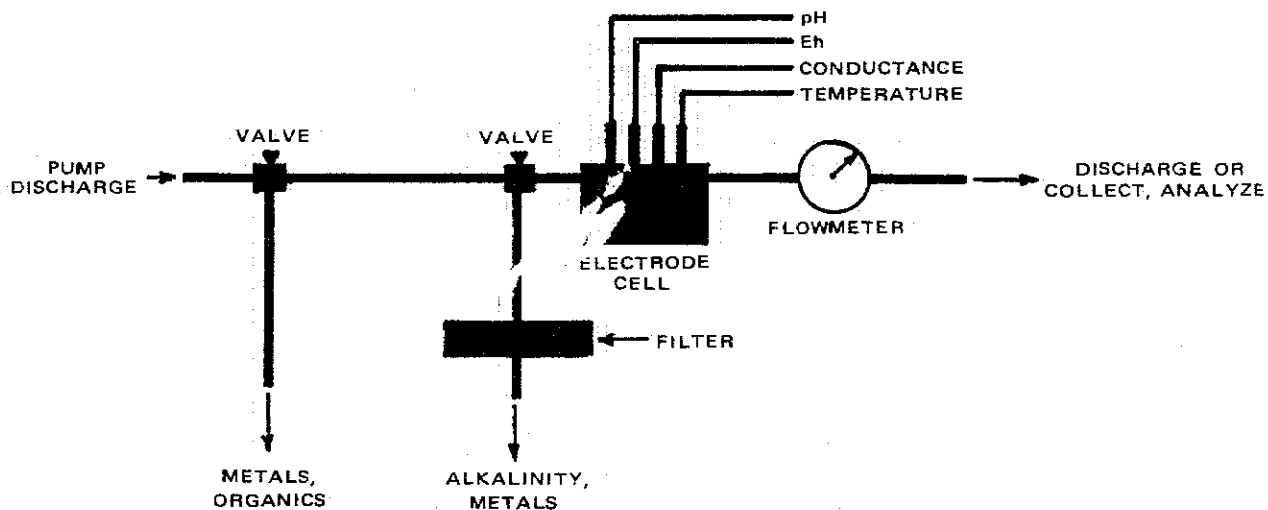 pH
Eh
CONDUCTANCE
TEMPERATURE
VALVE
VALVE
PUMP
DISCHARGE
DISCHARGE OR
COLLECT, ANALYZE
FLOWMETER
ELECTRODE
CELL
FILTER
METALS,
ORGANICS
ALKALINITY,
METALS